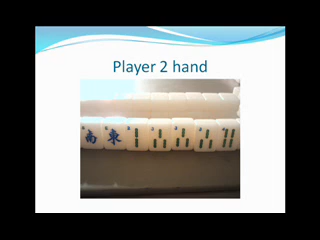 Player 2 hand
南 東